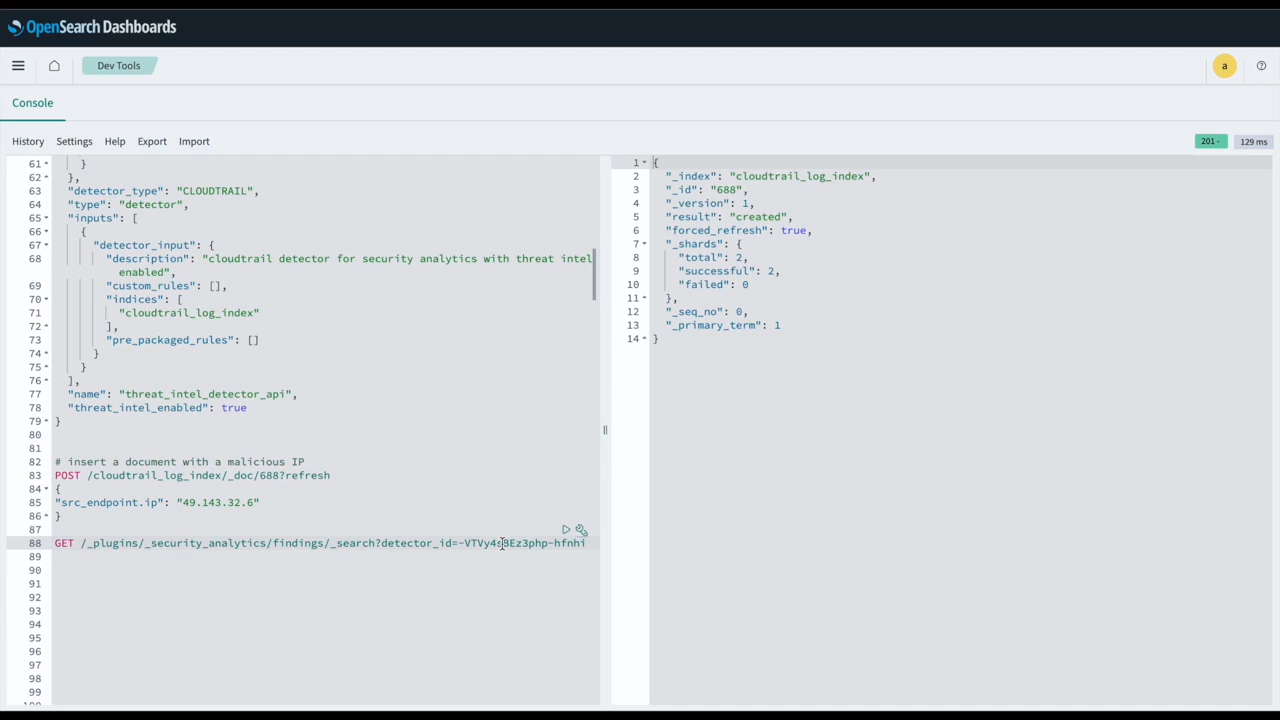 OpenSearch Dashboards
Dev Tools
a
Console
History Settings Help Export Import
201 -
129 ms
61 }
62 },
63 "detector_type": "CLOUDTRAIL",
64 "type": "detector",
65 "inputs": [
66 {
67 "detector_input": {
68 "description": "cloudtrail detector for security analytics with threat intel
enabled",
69 "custom_rules": [],
70 "indices": [
71 "cloudtrail_log_index"
72 ],
73 "pre_packaged_rules": []
74 }
75 }
76 ],
77 "name": "threat_intel_detector_api",
78 "threat_intel_enabled": true
79 }
80
81
82 # insert a document with a malicious IP
83 POST /cloudtrail_log_index/_doc/688?refresh
84 {
85 "src_endpoint.ip": "49.143.32.6"
86 }
87
88 GET /_plugins/_security_analytics/findings/_search?detector_id=
89
90
91
92
93
94
95
96
97
98
99
1 {
2 "_index": "cloudtrail_log_index",
3 "_id": "688",
4 "_version": 1,
5 "result": "created",
6 "forced_refresh": true,
7 "_shards": {
8 "total": 2,
9 "successful": 2,
10 "failed": 0
11 },
12 "_seq_no": 0,
13 "_primary_term": 1
14 }